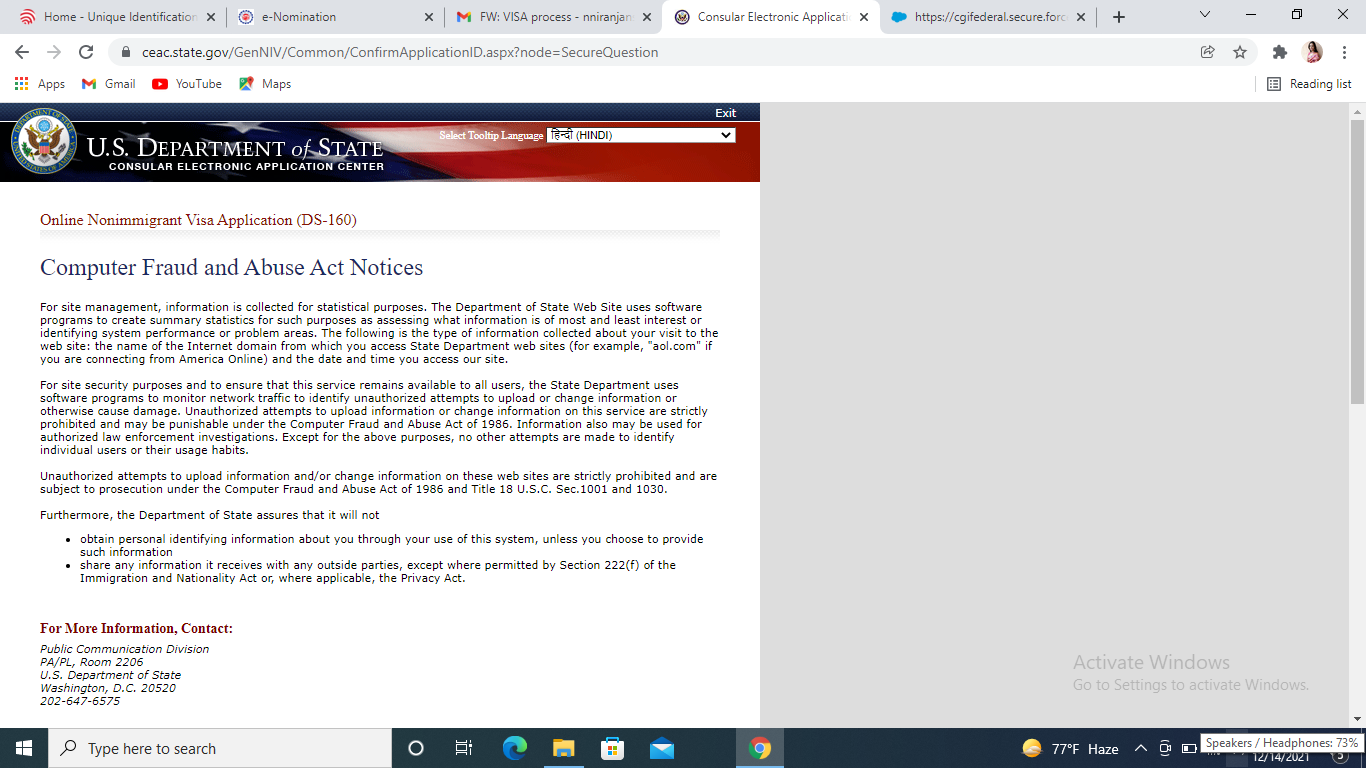 Home - Unique Identification
e-Nomination
FW: VISA process - nniranjan
Consular Electronic Applicati
https://cgifederal.secure.forc
ceac.state.gov/GenNIV/Common/ConfirmApplicationID.aspx?node=SecureQuestion
Apps
Gmail
YouTube
Maps
Reading list
Exit
Select Tooltip Language
हिन्दी (HINDI)
U.S. DEPARTMENT of STATE
CONSULAR ELECTRONIC APPLICATION CENTER
Online Nonimmigrant Visa Application (DS-160)
Computer Fraud and Abuse Act Notices
For site management, information is collected for statistical purposes. The Department of State Web Site uses software
programs to create summary statistics for such purposes as assessing what information is of most and least interest or
identifying system performance or problem areas. The following is the type of information collected about your visit to the
web site: the name of the Internet domain from which you access State Department web sites (for example, "aol.com" if
you are connecting from America Online) and the date and time you access our site.
For site security purposes and to ensure that this service remains available to all users, the State Department uses
software programs to monitor network traffic to identify unauthorized attempts to upload or change information or
otherwise cause damage. Unauthorized attempts to upload information or change information on this service are strictly
prohibited and may be punishable under the Computer Fraud and Abuse Act of 1986. Information also may be used for
authorized law enforcement investigations. Except for the above purposes, no other attempts are made to identify
individual users or their usage habits.
Unauthorized attempts to upload information and/or change information on these web sites are strictly prohibited and are
subject to prosecution under the Computer Fraud and Abuse Act of 1986 and Title 18 U.S.C. Sec.1001 and 1030.
Furthermore, the Department of State assures that it will not
• obtain personal identifying information about you through your use of this system, unless you choose to provide
such information
• share any information it receives with any outside parties, except where permitted by Section 222(f) of the
Immigration and Nationality Act or, where applicable, the Privacy Act.
For More Information, Contact:
Public Communication Division
PA/PL, Room 2206
U.S. Department of State
Washington, D.C. 20520
202-647-6575
Activate Windows
Go to Settings to activate Windows.
Type here to search
77°F Haze
Speakers / Headphones: 73%
12/14/2021
5